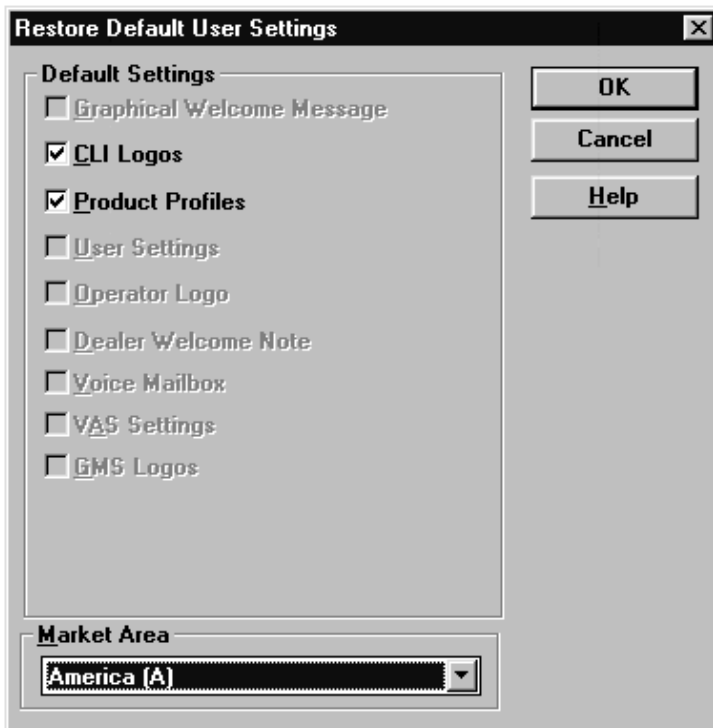 Restore Default User Settings
Default Settings
Graphical Welcome Message
CLI Logos
Product Profiles
User Settings
Operator Logo
Dealer Welcome Note
Voice Mailbox
VAS Settings
GMS Logos
OK
Cancel
Help
Market Area
America (A)